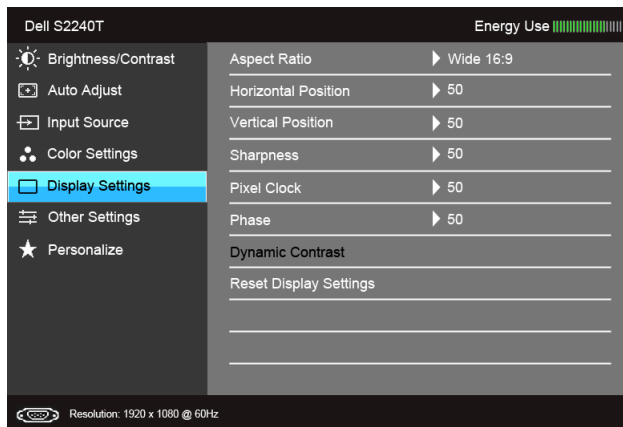 Dell S2240T Energy Use
Brightness/Contrast Aspect Ratio Wide 16:9
Auto Adjust Horizontal Position 50
Input Source Vertical Position 50
Color Settings Sharpness 50
Display Settings Pixel Clock 50
Other Settings Phase 50
Personalize Dynamic Contrast
Reset Display Settings
Resolution: 1920 x 1080 @ 60Hz